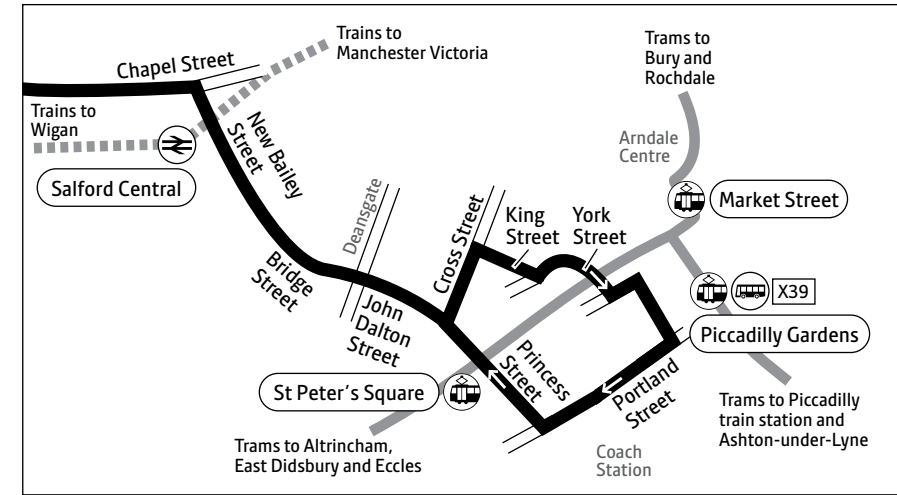 Trains to
Manchester Victoria
Chapel Street
Trams to
Bury and
Rochdale
Trains to
Wigan
New Bailey
Street
Arndale
Centre
Salford Central
Deansgate
Market Street
Cross Street
King
Street
York
Street
X39
Bridge
Street
John
Dalton
Street
Piccadilly Gardens
Princess
Street
St Peter's Square
Portland
Street
Trams to Piccadilly
train station and
Ashton-under-Lyne
Trams to Altrincham,
East Didsbury and Eccles
Coach
Station